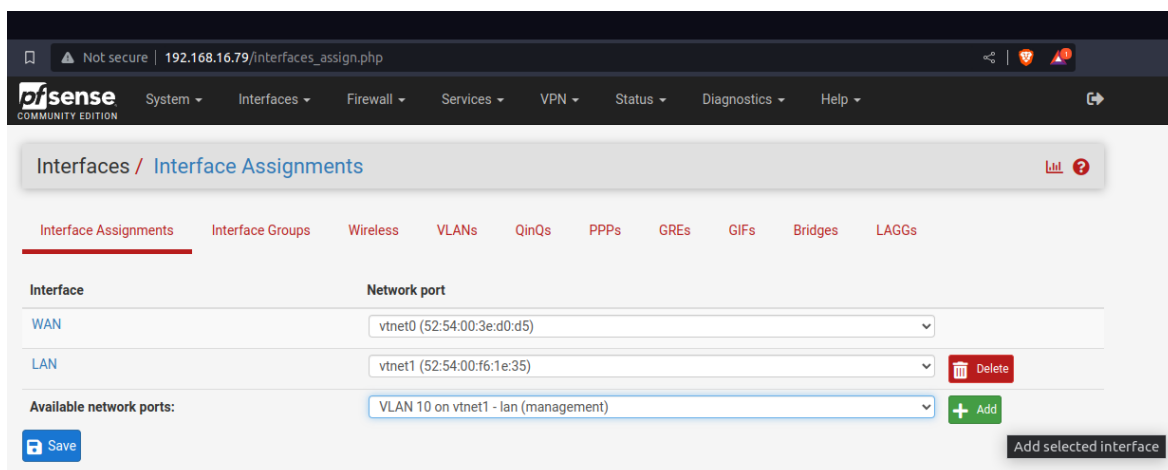 Not secure | 192.168.16.79/interfaces_assign.php
pfsense
COMMUNITY EDITION
System Interfaces Firewall Services VPN Status Diagnostics Help
Interfaces / Interface Assignments
Interface Assignments Interface Groups Wireless VLANs QinQs PPPs GREs GIFs Bridges LAGGs
Interface Network port
WAN vtnet0 (52:54:00:3e:d0:d5)
LAN vtnet1 (52:54:00:f6:1e:35) Delete
Available network ports: VLAN 10 on vtnet1 - lan (management) Add
Save
Add selected interface